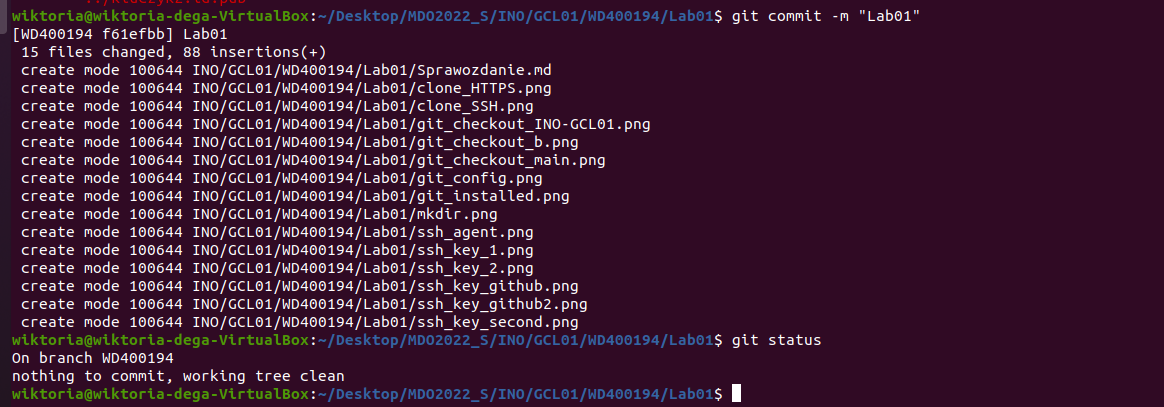 wiktoria@wiktoria-dega-VirtualBox:~/Desktop/MDO2022_S/INO/GCL01/WD400194/Lab01$ git commit -m "Lab01"
[WD400194 f61efbb] Lab01
 15 files changed, 88 insertions(+)
 create mode 100644 INO/GCL01/WD400194/Lab01/Sprawozdanie.md
 create mode 100644 INO/GCL01/WD400194/Lab01/clone_HTTPS.png
 create mode 100644 INO/GCL01/WD400194/Lab01/clone_SSH.png
 create mode 100644 INO/GCL01/WD400194/Lab01/git_checkout_INO-GCL01.png
 create mode 100644 INO/GCL01/WD400194/Lab01/git_checkout_b.png
 create mode 100644 INO/GCL01/WD400194/Lab01/git_checkout_main.png
 create mode 100644 INO/GCL01/WD400194/Lab01/git_config.png
 create mode 100644 INO/GCL01/WD400194/Lab01/git_installed.png
 create mode 100644 INO/GCL01/WD400194/Lab01/mkdir.png
 create mode 100644 INO/GCL01/WD400194/Lab01/ssh_agent.png
 create mode 100644 INO/GCL01/WD400194/Lab01/ssh_key_1.png
 create mode 100644 INO/GCL01/WD400194/Lab01/ssh_key_2.png
 create mode 100644 INO/GCL01/WD400194/Lab01/ssh_key_github.png
 create mode 100644 INO/GCL01/WD400194/Lab01/ssh_key_github2.png
 create mode 100644 INO/GCL01/WD400194/Lab01/ssh_key_second.png
wiktoria@wiktoria-dega-VirtualBox:~/Desktop/MDO2022_S/INO/GCL01/WD400194/Lab01$ git status
On branch WD400194
nothing to commit, working tree clean
wiktoria@wiktoria-dega-VirtualBox:~/Desktop/MDO2022_S/INO/GCL01/WD400194/Lab01$